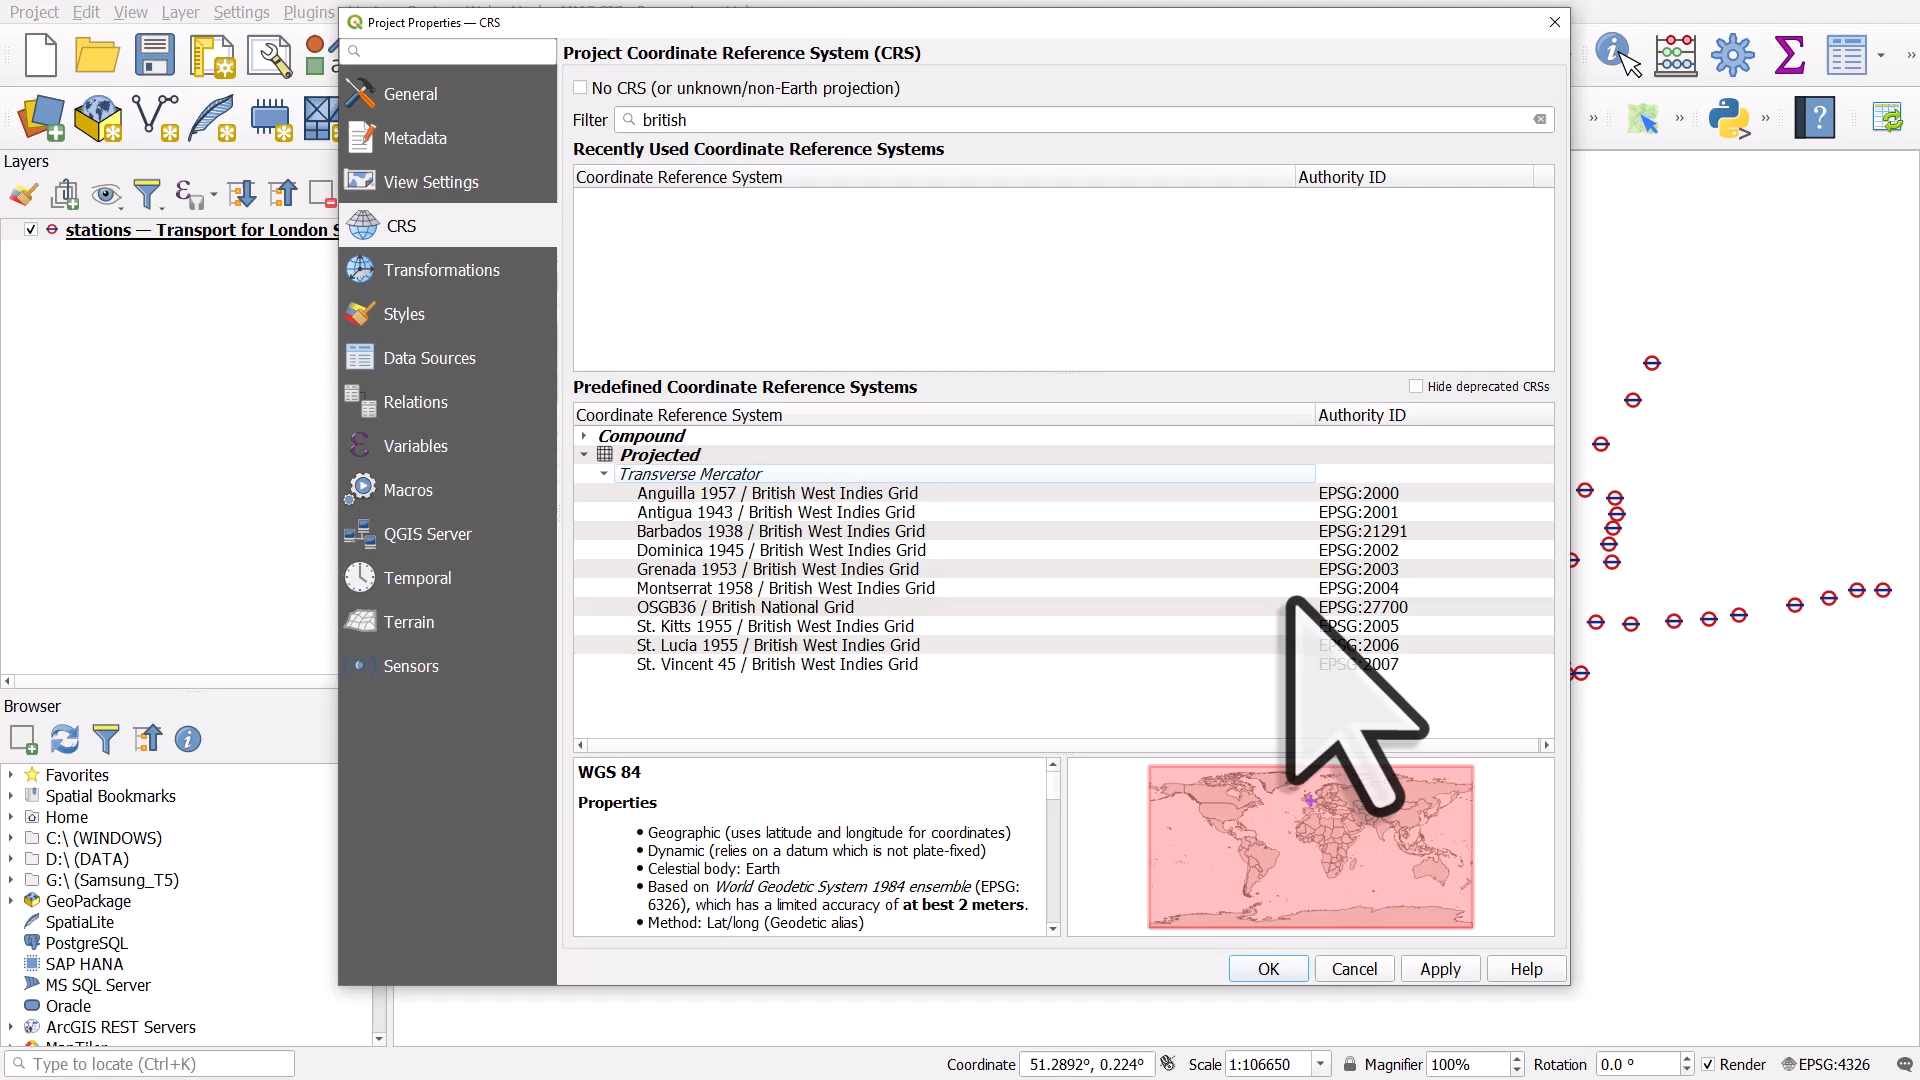 Project Edit View Layer Settings Plugins
Project Properties — CRS
Project Coordinate Reference System (CRS)
General
No CRS (or unknown/non-Earth projection)
Filter british
Metadata
Recently Used Coordinate Reference Systems
Layers
Coordinate Reference System Authority ID
View Settings
CRS
stations — Transport for London S
Transformations
Styles
Data Sources
Relations
Variables
Macros
QGIS Server
Temporal
Terrain
Sensors
Predefined Coordinate Reference Systems Hide deprecated CRSs
Coordinate Reference System Authority ID
Compound
Projected
Transverse Mercator
Anguilla 1957 / British West Indies Grid EPSG:2000
Antigua 1943 / British West Indies Grid EPSG:2001
Barbados 1938 / British West Indies Grid EPSG:21291
Dominica 1945 / British West Indies Grid EPSG:2002
Grenada 1953 / British West Indies Grid EPSG:2003
Montserrat 1958 / British West Indies Grid EPSG:2004
OSGB36 / British National Grid EPSG:27700
St. Kitts 1955 / British West Indies Grid EPSG:2005
St. Lucia 1955 / British West Indies Grid EPSG:2006
St. Vincent 45 / British West Indies Grid EPSG:2007
Browser
Favorites
Spatial Bookmarks
Home
C:\ (WINDOWS)
D:\ (DATA)
G:\ (Samsung_T5)
GeoPackage
SpatiaLite
PostgreSQL
SAP HANA
MS SQL Server
Oracle
ArcGIS REST Servers
WGS 84
Properties
• Geographic (uses latitude and longitude for coordinates)
• Dynamic (relies on a datum which is not plate-fixed)
• Celestial body: Earth
• Based on World Geodetic System 1984 ensemble (EPSG:
6326), which has a limited accuracy of at best 2 meters.
• Method: Lat/long (Geodetic alias)
OK Cancel Apply Help
Type to locate (Ctrl+K)
Coordinate 51.2892°, 0.224° Scale 1:106650 Magnifier 100% Rotation 0.0 ° Render EPSG:4326